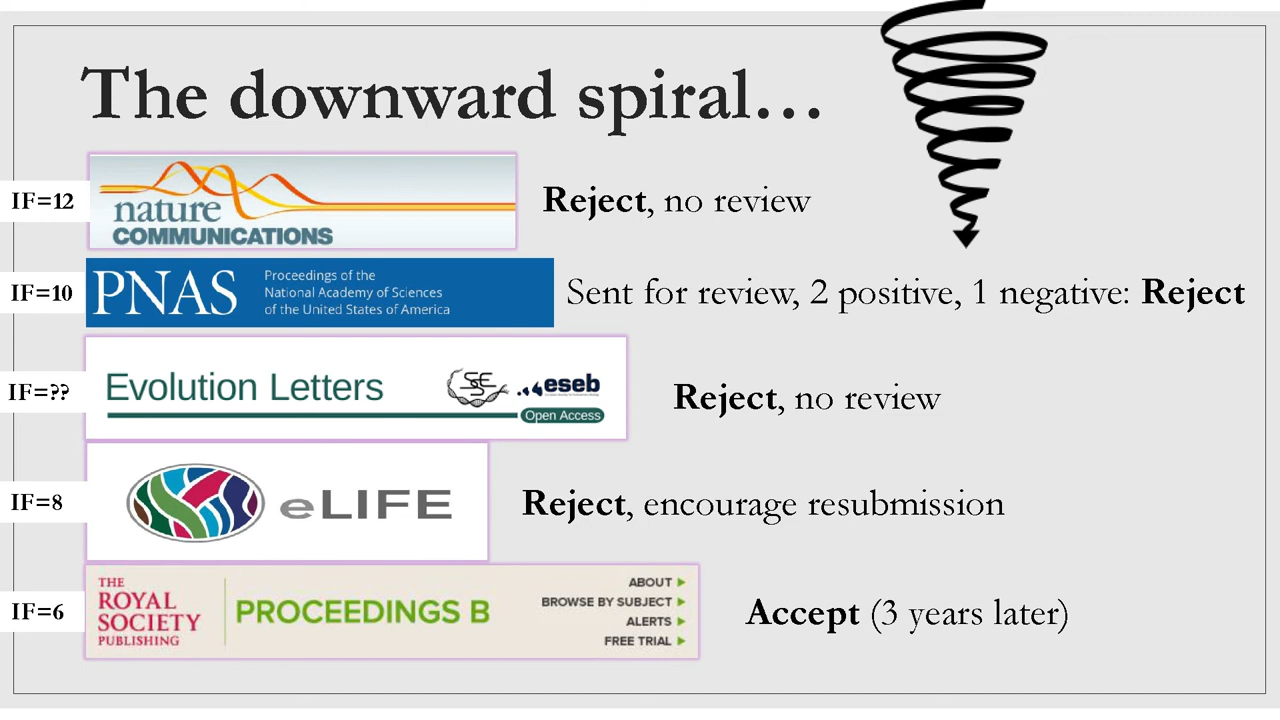 The downward spiral...
IF=12
nature
COMMUNICATIONS
Reject, no review
IF=10
PNAS
Proceedings of the
National Academy of Sciences
of the United States of America
Sent for review, 2 positive, 1 negative: Reject
IF=??
Evolution Letters
SSE
eseb
Open Access
Reject, no review
IF=8
eLIFE
Reject, encourage resubmission
IF=6
THE
ROYAL
SOCIETY
PUBLISHING
PROCEEDINGS B
ABOUT
BROWSE BY SUBJECT
ALERTS
FREE TRIAL
Accept (3 years later)